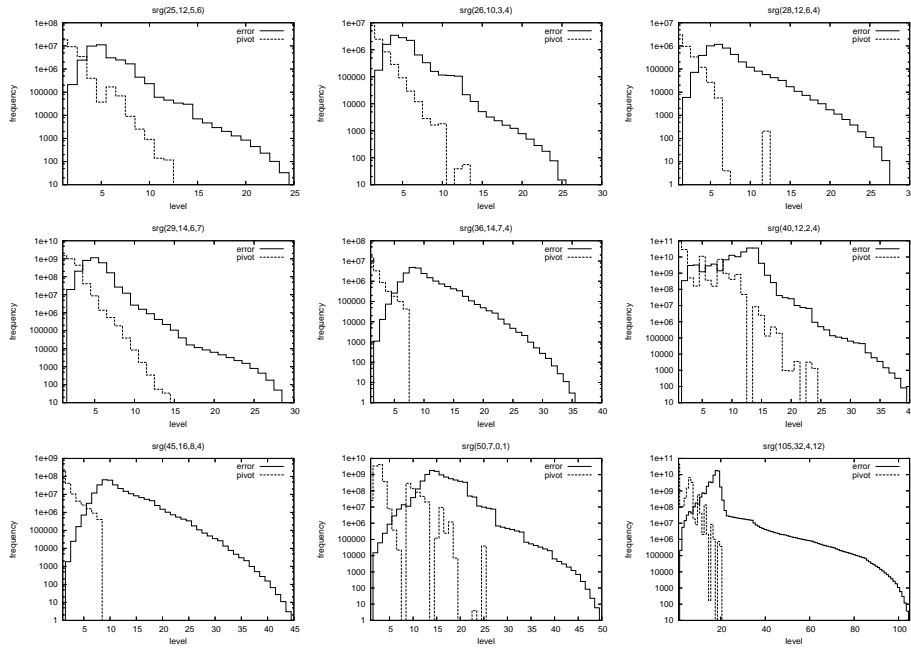 srg(25,12,5,6)
1e+08
1e+07
1e+06
100000
10000
1000
100
10
5
10
15
20
25
frequency
level
error
pivot
srg(26,10,3,4)
1e+07
1e+06
100000
10000
1000
100
10
5
10
15
20
25
30
frequency
level
error
pivot
srg(28,12,6,4)
1e+08
1e+07
1e+06
100000
10000
1000
100
10
1
5
10
15
20
25
3
frequency
level
error
pivot
srg(29,14,6,7)
1e+10
1e+09
1e+08
1e+07
1e+06
100000
10000
1000
100
10
5
10
15
20
25
30
frequency
level
error
pivot
srg(36,14,7,4)
1e+08
1e+07
1e+06
100000
10000
1000
100
10
1
5
10
15
20
25
30
35
40
frequency
level
error
pivot
srg(40,12,2,4)
1e+11
1e+10
1e+09
1e+08
1e+07
1e+06
100000
10000
1000
100
10
5
10
15
20
25
30
35
4
frequency
level
error
pivot
srg(45,16,8,4)
1e+09
1e+08
1e+07
1e+06
100000
10000
1000
100
10
1
5
10
15
20
25
30
35
40
45
frequency
level
error
pivot
srg(50,7,0,1)
1e+10
1e+09
1e+08
1e+07
1e+06
100000
10000
1000
100
10
1
5
10
15
20
25
30
35
40
45
50
frequency
level
error
pivot
srg(105,32,4,12)
1e+11
1e+10
1e+09
1e+08
1e+07
1e+06
100000
10000
1000
100
10
20
40
60
80
100
frequency
level
error
pivot